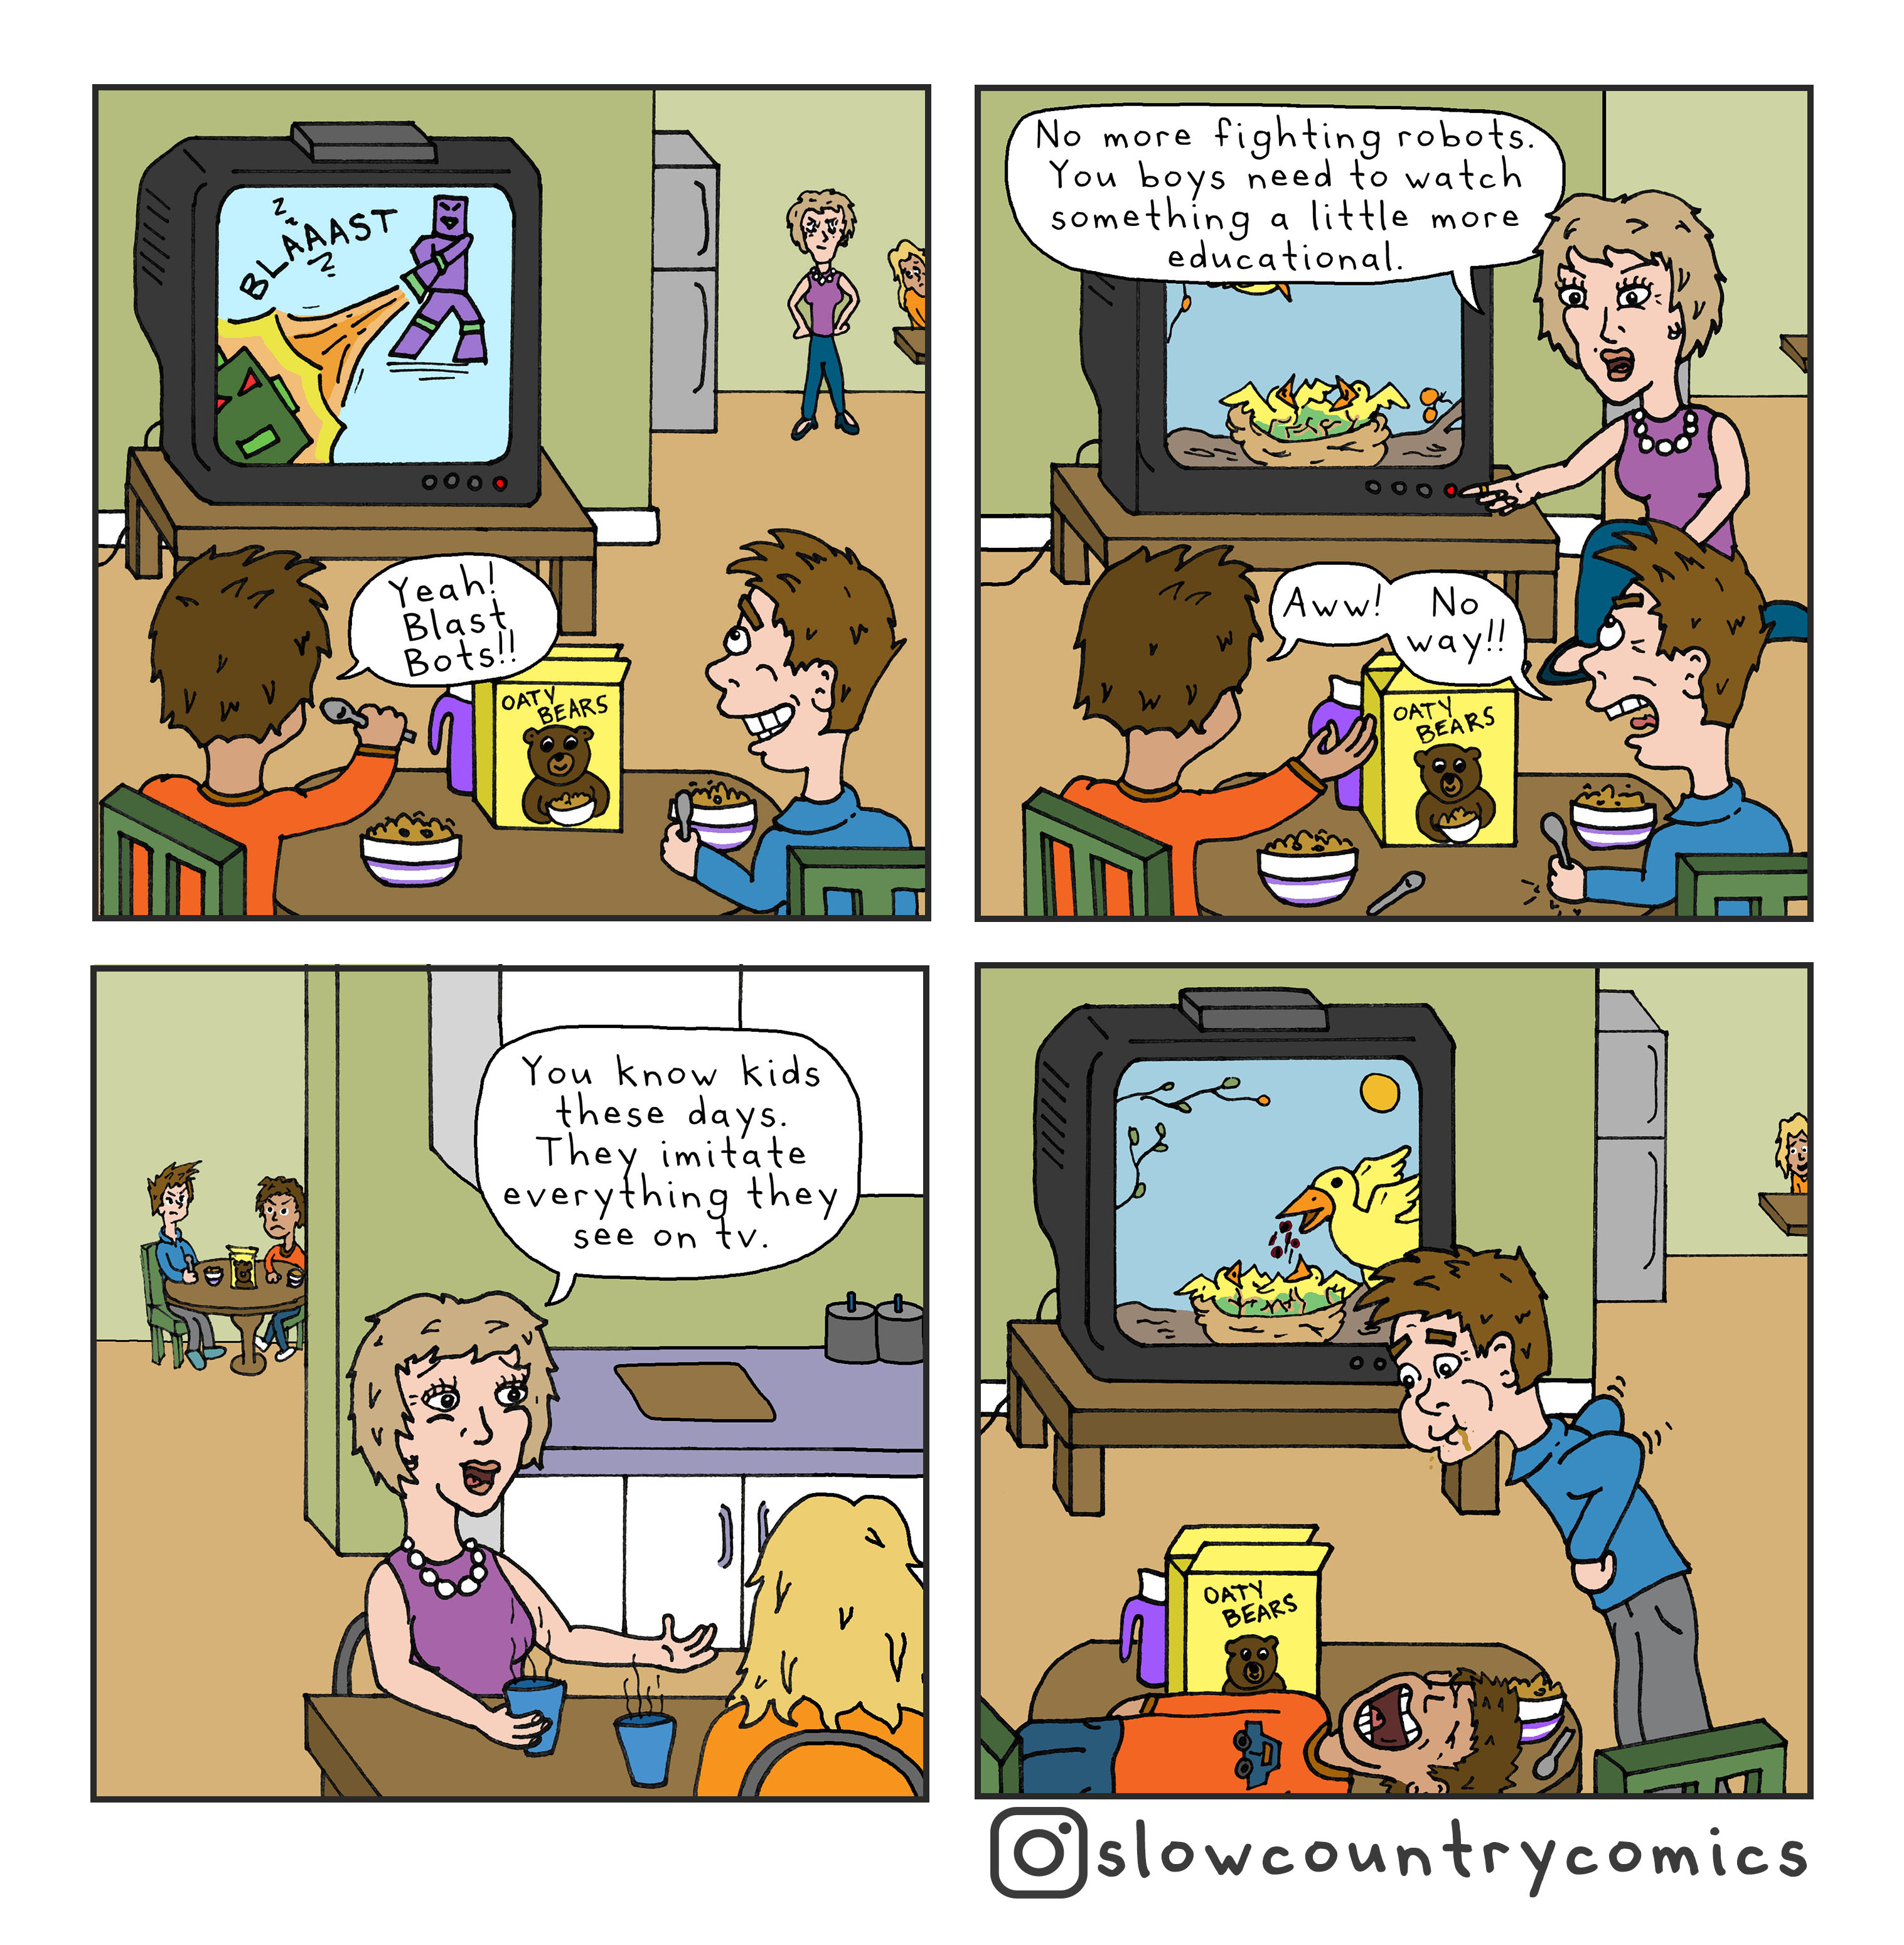 BLAAAST
z
z
z
Yeah!
Blast
Bots!!
OATY
BEARS
No more fighting robots.
You boys need to watch
something a little more
educational.
Aww!
No
way!!
OATY
BEARS
You know kids
these days.
They imitate
everything they
see on tv.
OATY
BEARS
slowcountrycomics